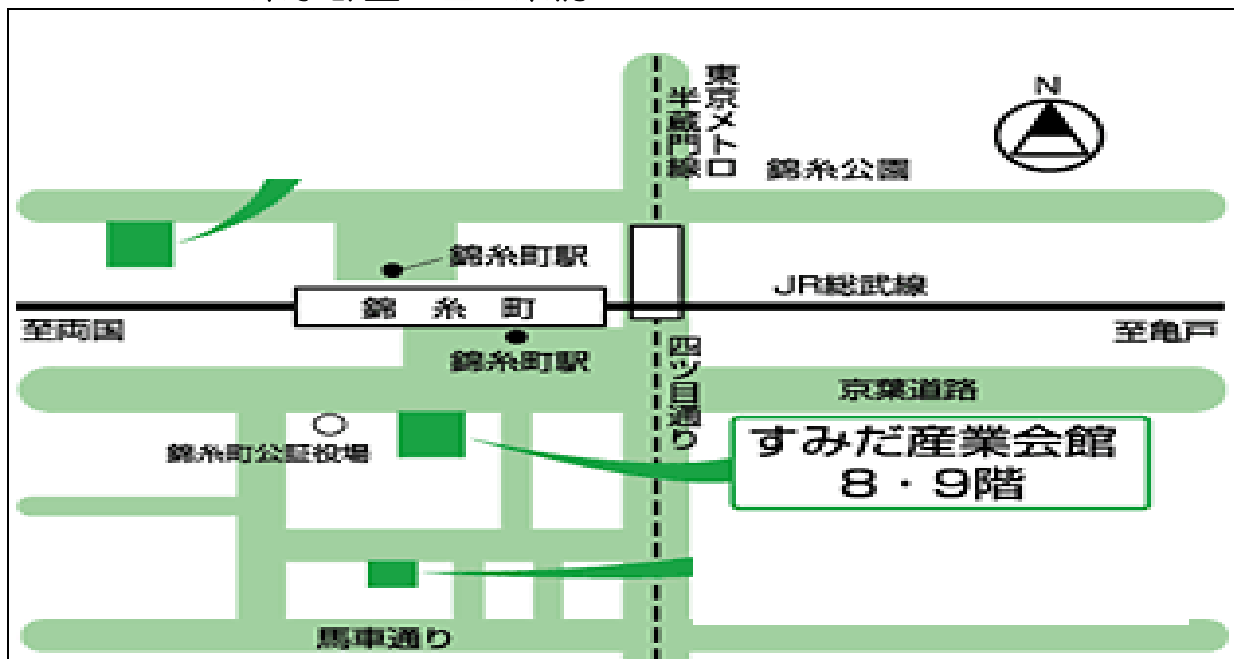 東京メトロ
半蔵門線
N
錦糸公園
錦糸町駅
JR総武線
錦糸町
至両国
至亀戸
錦糸町駅
四ツ目通り
京葉道路
錦糸町公証役場
すみだ産業会館
8・9階
馬車通り